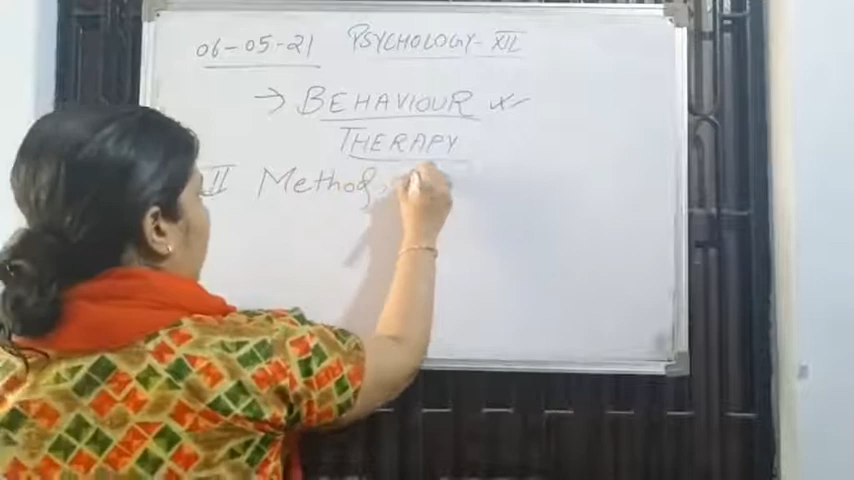 06-05-21 PSYCHOLOGY - XII
→ BEHAVIOUR
THERAPY
II Method